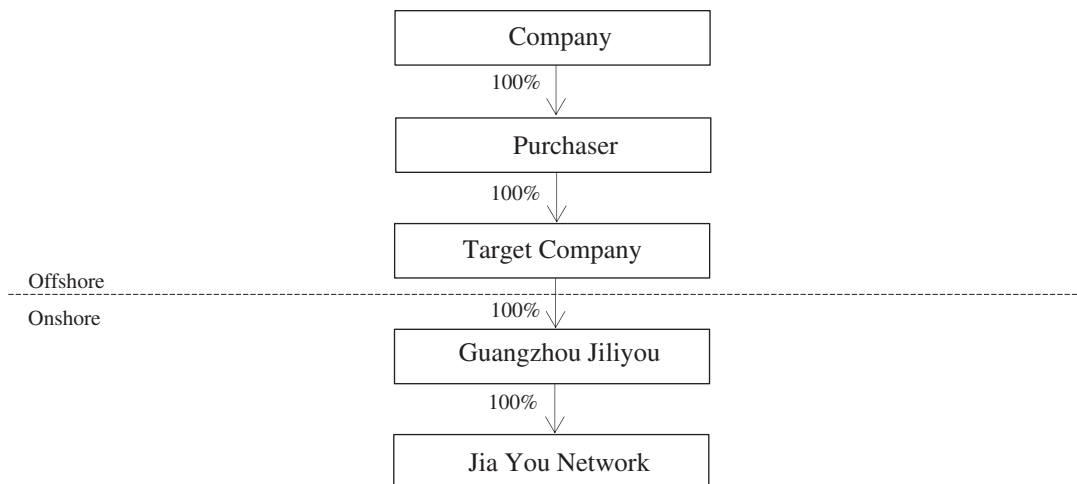 Company
100%
Purchaser
100%
Target Company
Offshore
Onshore
100%
Guangzhou Jiliyou
100%
Jia You Network